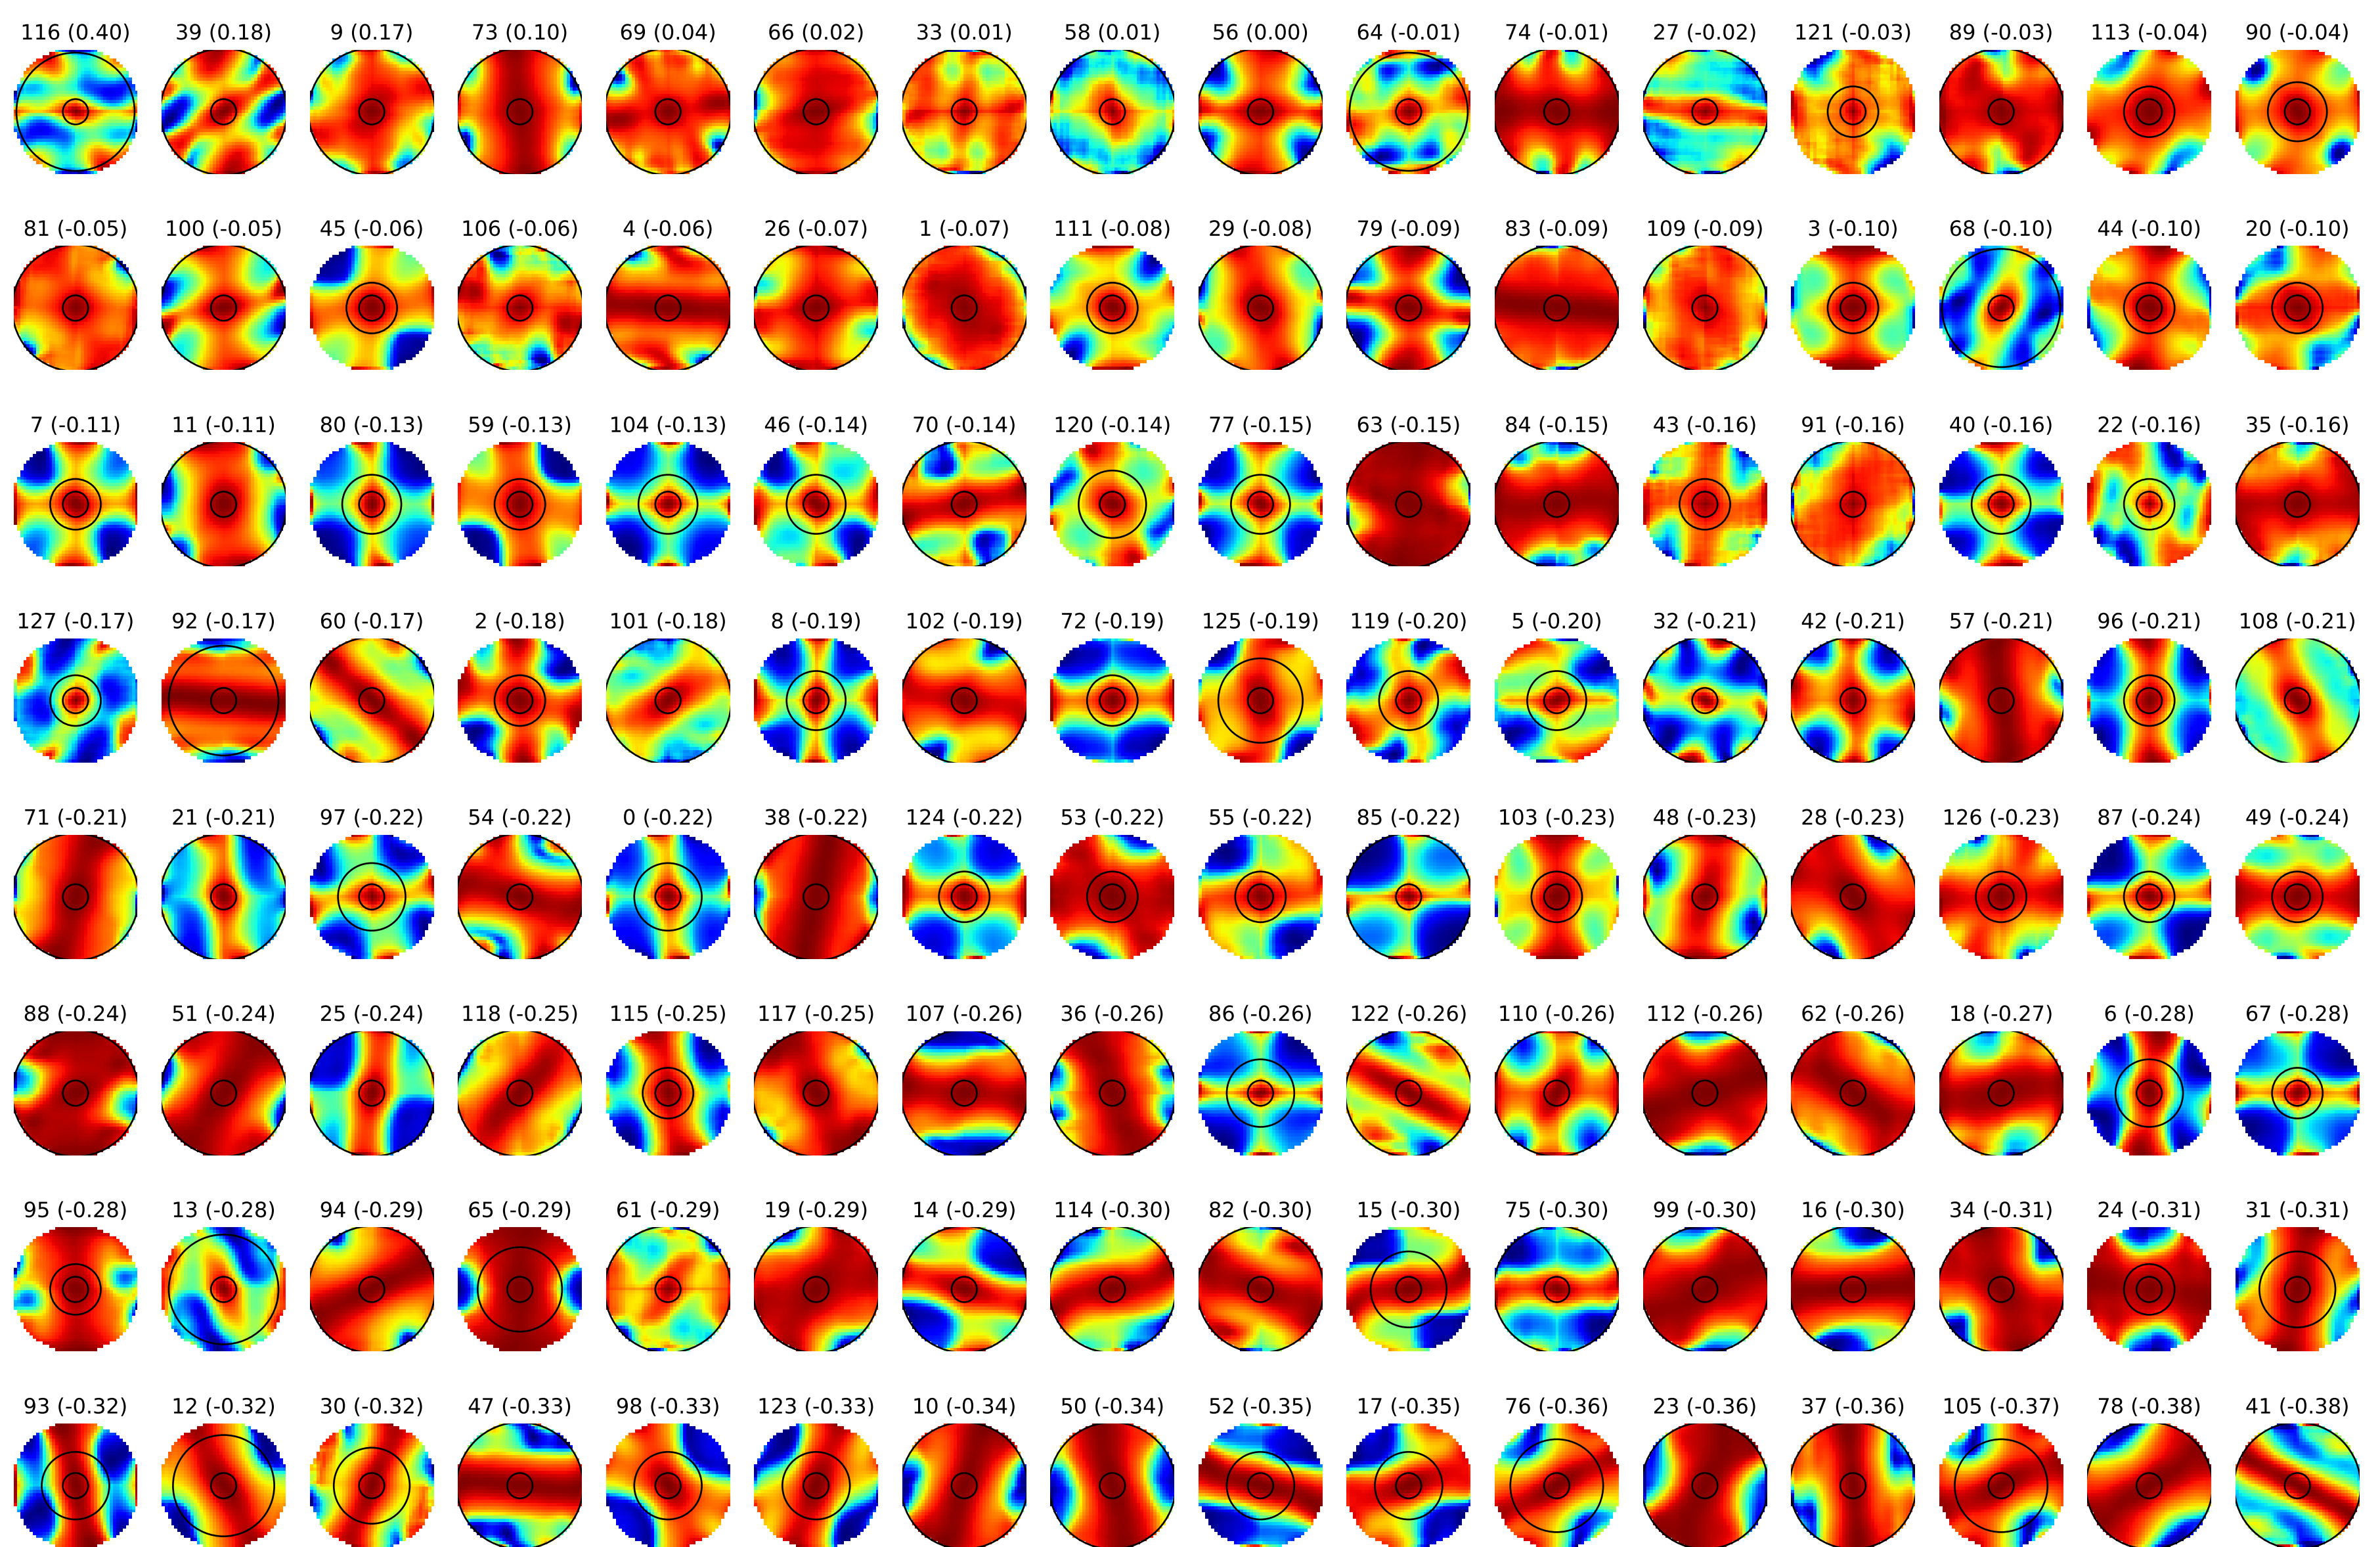 116 (0.40) 39 (0.18) 9 (0.17) 73 (0.10) 69 (0.04) 66 (0.02) 33 (0.01) 58 (0.01) 56 (0.00) 64 (-0.01) 74 (-0.01) 27 (-0.02) 121 (-0.03) 89 (-0.03) 113 (-0.04) 90 (-0.04)
81 (-0.05) 100 (-0.05) 45 (-0.06) 106 (-0.06) 4 (-0.06) 26 (-0.07) 1 (-0.07) 111 (-0.08) 29 (-0.08) 79 (-0.09) 83 (-0.09) 109 (-0.09) 3 (-0.10) 68 (-0.10) 44 (-0.10) 20 (-0.10)
7 (-0.11) 11 (-0.11) 80 (-0.13) 59 (-0.13) 104 (-0.13) 46 (-0.14) 70 (-0.14) 120 (-0.14) 77 (-0.15) 63 (-0.15) 84 (-0.15) 43 (-0.16) 91 (-0.16) 40 (-0.16) 22 (-0.16) 35 (-0.16)
127 (-0.17) 92 (-0.17) 60 (-0.17) 2 (-0.18) 101 (-0.18) 8 (-0.19) 102 (-0.19) 72 (-0.19) 125 (-0.19) 119 (-0.20) 5 (-0.20) 32 (-0.21) 42 (-0.21) 57 (-0.21) 96 (-0.21) 108 (-0.21)
71 (-0.21) 21 (-0.21) 97 (-0.22) 54 (-0.22) 0 (-0.22) 38 (-0.22) 124 (-0.22) 53 (-0.22) 55 (-0.22) 85 (-0.22) 103 (-0.23) 48 (-0.23) 28 (-0.23) 126 (-0.23) 87 (-0.24) 49 (-0.24)
88 (-0.24) 51 (-0.24) 25 (-0.24) 118 (-0.25) 115 (-0.25) 117 (-0.25) 107 (-0.26) 36 (-0.26) 86 (-0.26) 122 (-0.26) 110 (-0.26) 112 (-0.26) 62 (-0.26) 18 (-0.27) 6 (-0.28) 67 (-0.28)
95 (-0.28) 13 (-0.28) 94 (-0.29) 65 (-0.29) 61 (-0.29) 19 (-0.29) 14 (-0.29) 114 (-0.30) 82 (-0.30) 15 (-0.30) 75 (-0.30) 99 (-0.30) 16 (-0.30) 34 (-0.31) 24 (-0.31) 31 (-0.31)
93 (-0.32) 12 (-0.32) 30 (-0.32) 47 (-0.33) 98 (-0.33) 123 (-0.33) 10 (-0.34) 50 (-0.34) 52 (-0.35) 17 (-0.35) 76 (-0.36) 23 (-0.36) 37 (-0.36) 105 (-0.37) 78 (-0.38) 41 (-0.38)